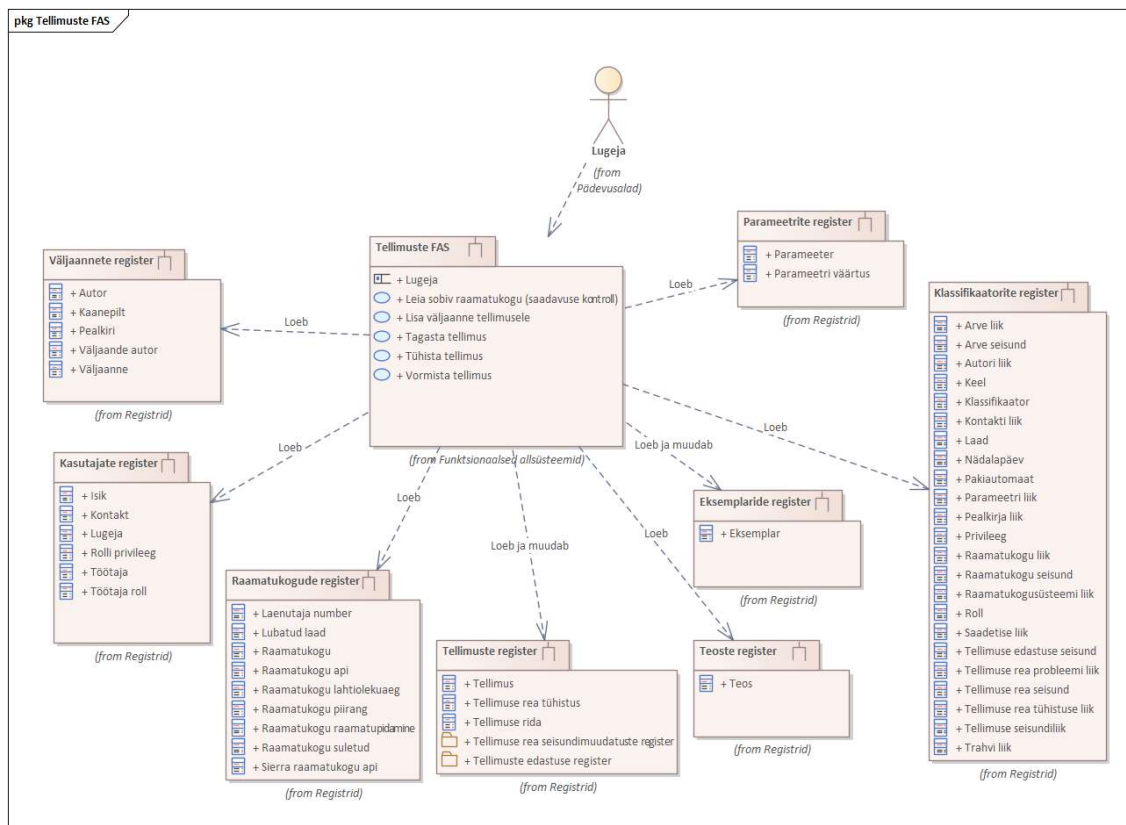 pkg Tellimuste FAS
Lugeja
(from
Pädevusalad)
Tellimuste FAS
+ Lugeja
+ Leia sobiv raamatukogu (saadavuse kontroll)
+ Lisa väljaanne tellimusele
+ Tagasta tellimus
+ Tühista tellimus
+ Vormista tellimus
(from Funktsionaalsed allsüsteemid)
Parameetrite register
+ Parameeter
+ Parameetri väärtus
(from Registrid)
Loeb
Väljaannete register
+ Autor
+ Kaanepilt
+ Pealkiri
+ Väljaande autor
+ Väljaanne
(from Registrid)
Loeb
Klassifikaatorite register
+ Arve liik
+ Arve seisund
+ Autori liik
+ Keel
+ Klassifikaator
+ Kontakti liik
+ Laad
+ Nädalapäev
+ Pakiautomaat
+ Parameetri liik
+ Pealkirja liik
+ Privileeg
+ Raamatukogu liik
+ Raamatukogu seisund
+ Raamatukogusüsteemi liik
+ Roll
+ Saadetise liik
+ Tellimuse edastuse seisund
+ Tellimuse rea probleemi liik
+ Tellimuse rea seisund
+ Tellimuse rea tühistuse liik
+ Tellimuse seisundiliik
+ Trahvi liik
(from Registrid)
Loeb
Kasutajate register
+ Isik
+ Kontakt
+ Lugeja
+ Rolli privileeg
+ Töötaja
+ Töötaja roll
(from Registrid)
Loeb
Loeb ja muudab
Eksemplaride register
+ Eksemplar
(from Registrid)
Loeb
Raamatukogude register
+ Laenutaja number
+ Lubatud laad
+ Raamatukogu
+ Raamatukogu api
+ Raamatukogu lahtiolekuaeg
+ Raamatukogu piirang
+ Raamatukogu raamatupidamine
+ Raamatukogu suletud
+ Sierra raamatukogu api
(from Registrid)
Loeb ja muudab
Tellimuste register
+ Tellimus
+ Tellimuse rea tühistus
+ Tellimuse rida
+ Tellimuse rea seisundimuudatuste register
+ Tellimuste edastuse register
(from Registrid)
Loeb
Teoste register
+ Teos
(from Registrid)